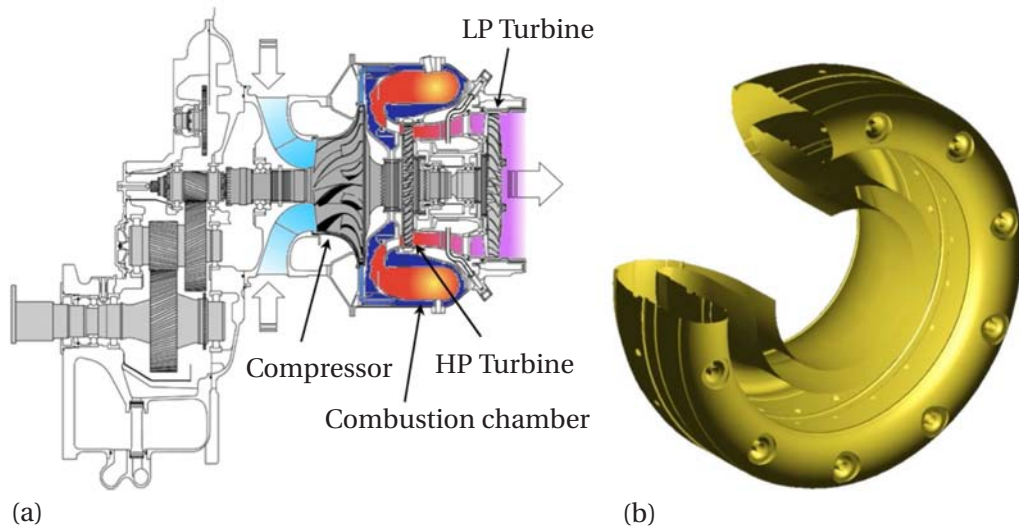 LP Turbine
Compressor
HP Turbine
Combustion chamber
(a)
(b)